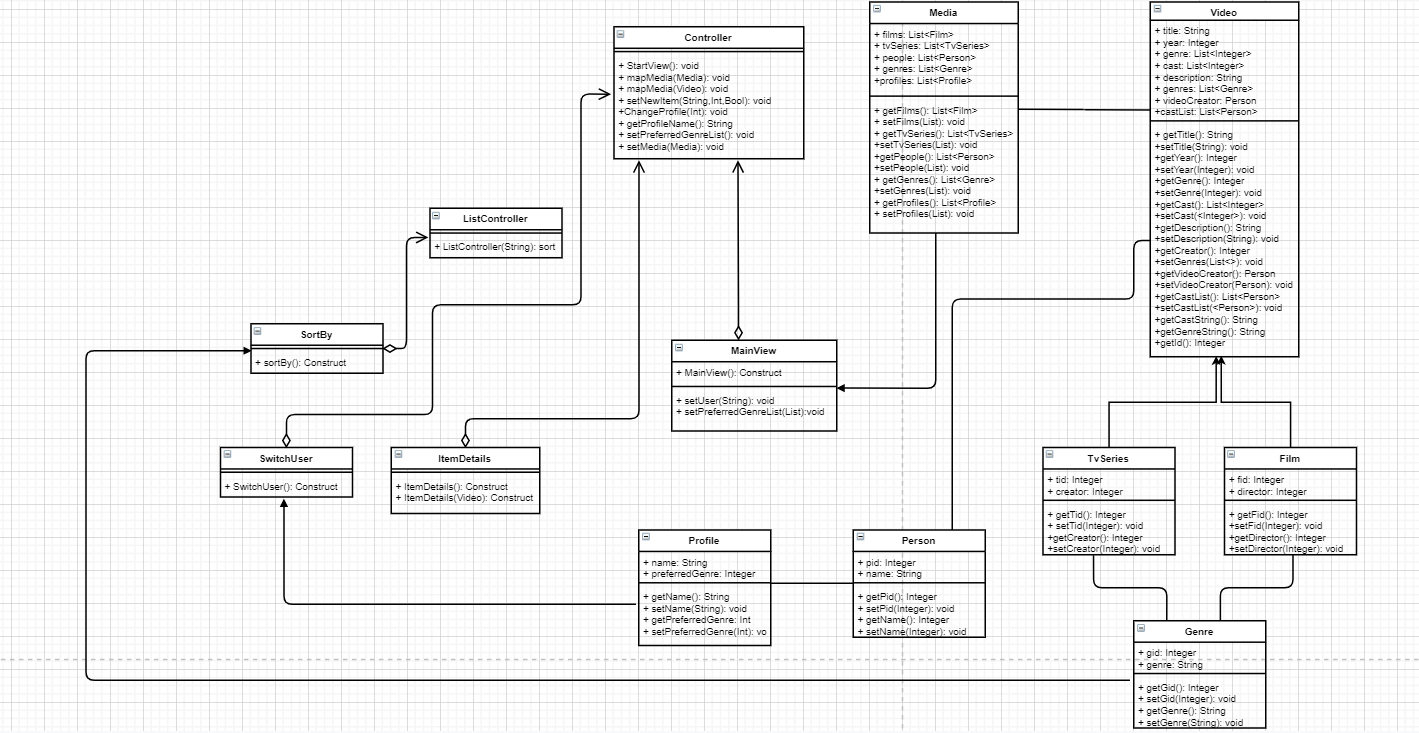 Controller
+ StartView(): void
+ mapMedia(Media): void
+ mapMedia(Video): void
+ setNewItem(String,Int,Bool): void
+ChangeProfile(Int): void
+ getProfileName(): String
+ setPreferredGenreList(): void
+ setMedia(Media): void
Media
+ films: List<Film>
+ tvSeries: List<TvSeries>
+ people: List<Person>
+ genres: List<Genre>
+profiles: List<Profile>
+ getFilms(): List<Film>
+ setFilms(List): void
+ getTvSeries(): List<TvSeries>
+setTvSeries(List): void
+getPeople(): List<Person>
+setPeople(List): void
+ getGenres(): List<Genre>
+setGenres(List): void
+ getProfiles(): List<Profile>
+ setProfiles(List): void
Video
+ title: String
+ year: Integer
+ genre: List<Integer>
+ cast: List<Integer>
+ description: String
+ genres: List<Genre>
+ videoCreator: Person
+castList: List<Person>
+ getTitle(): String
+setTitle(String): void
+getYear(): Integer
+setYear(Integer): void
+getGenre(): Integer
+setGenre(Integer): void
+getCast(): List<Integer>
+setCast(<Integer>): void
+getDescription(): String
+setDescription(String): void
+getCreator(): Integer
+setGenres(List<>): void
+getVideoCreator(): Person
+setVideoCreator(Person): void
+getCastList(): List<Person>
+setCastList(<Person>): void
+getCastString(): String
+getGenreString(): String
+getId(): Integer
ListController
+ ListController(String): sort
SortBy
+ sortBy(): Construct
MainView
+ MainView(): Construct
+ setUser(String): void
+ setPreferredGenreList(List):void
SwitchUser
+ SwitchUser(): Construct
ItemDetails
+ ItemDetails(): Construct
+ ItemDetails(Video): Construct
TvSeries
+ tid: Integer
+ creator: Integer
+ getTid(): Integer
+ setTid(Integer): void
+getCreator(): Integer
+setCreator(Integer): void
Film
+ fid: Integer
+ director: Integer
+ getFid(): Integer
+setFid(Integer): void
+getDirector(): Integer
+setDirector(Integer): void
Profile
+ name: String
+ preferredGenre: Integer
+ getName(): String
+ setName(String): void
+ getPreferredGenre: Int
+ setPreferredGenre(Int): vo
Person
+ pid: Integer
+ name: String
+ getPid(): Integer
+ setPid(Integer): void
+ getName(): Integer
+ setName(Integer): void
Genre
+ gid: Integer
+ genre: String
+ getGid(): Integer
+ setGid(Integer): void
+ getGenre(): String
+ setGenre(String): void